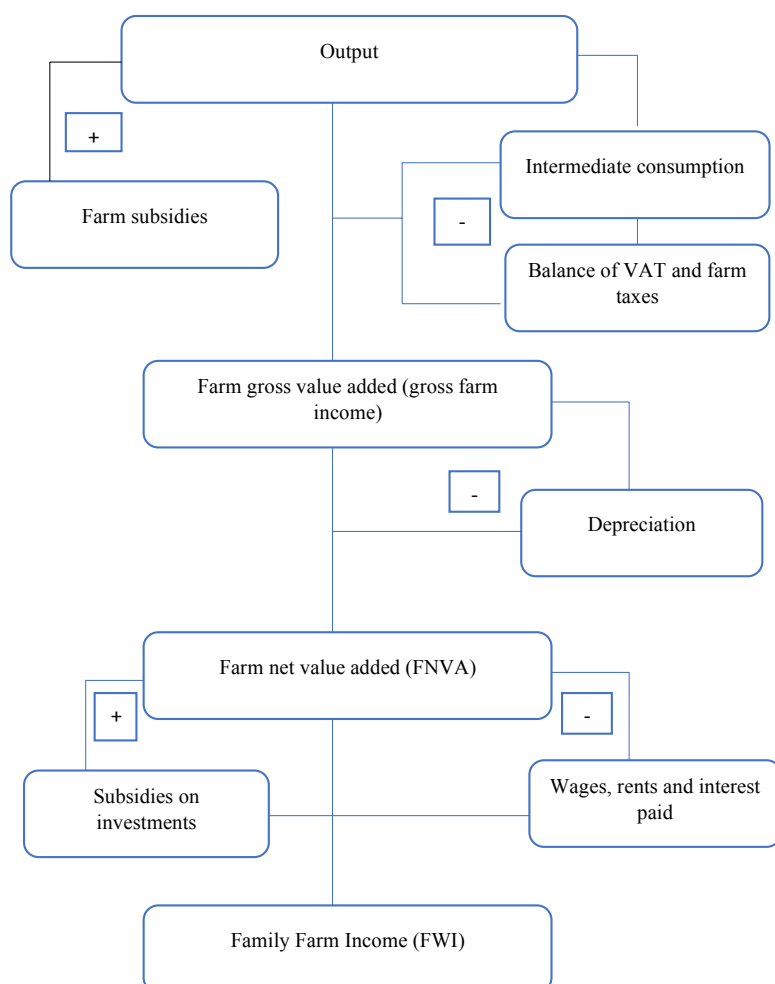 Output
+
Farm subsidies
Intermediate consumption
-
Balance of VAT and farm
taxes
Farm gross value added (gross farm
income)
-
Depreciation
Farm net value added (FNVA)
+
-
Subsidies on
investments
Wages, rents and interest
paid
Family Farm Income (FWI)